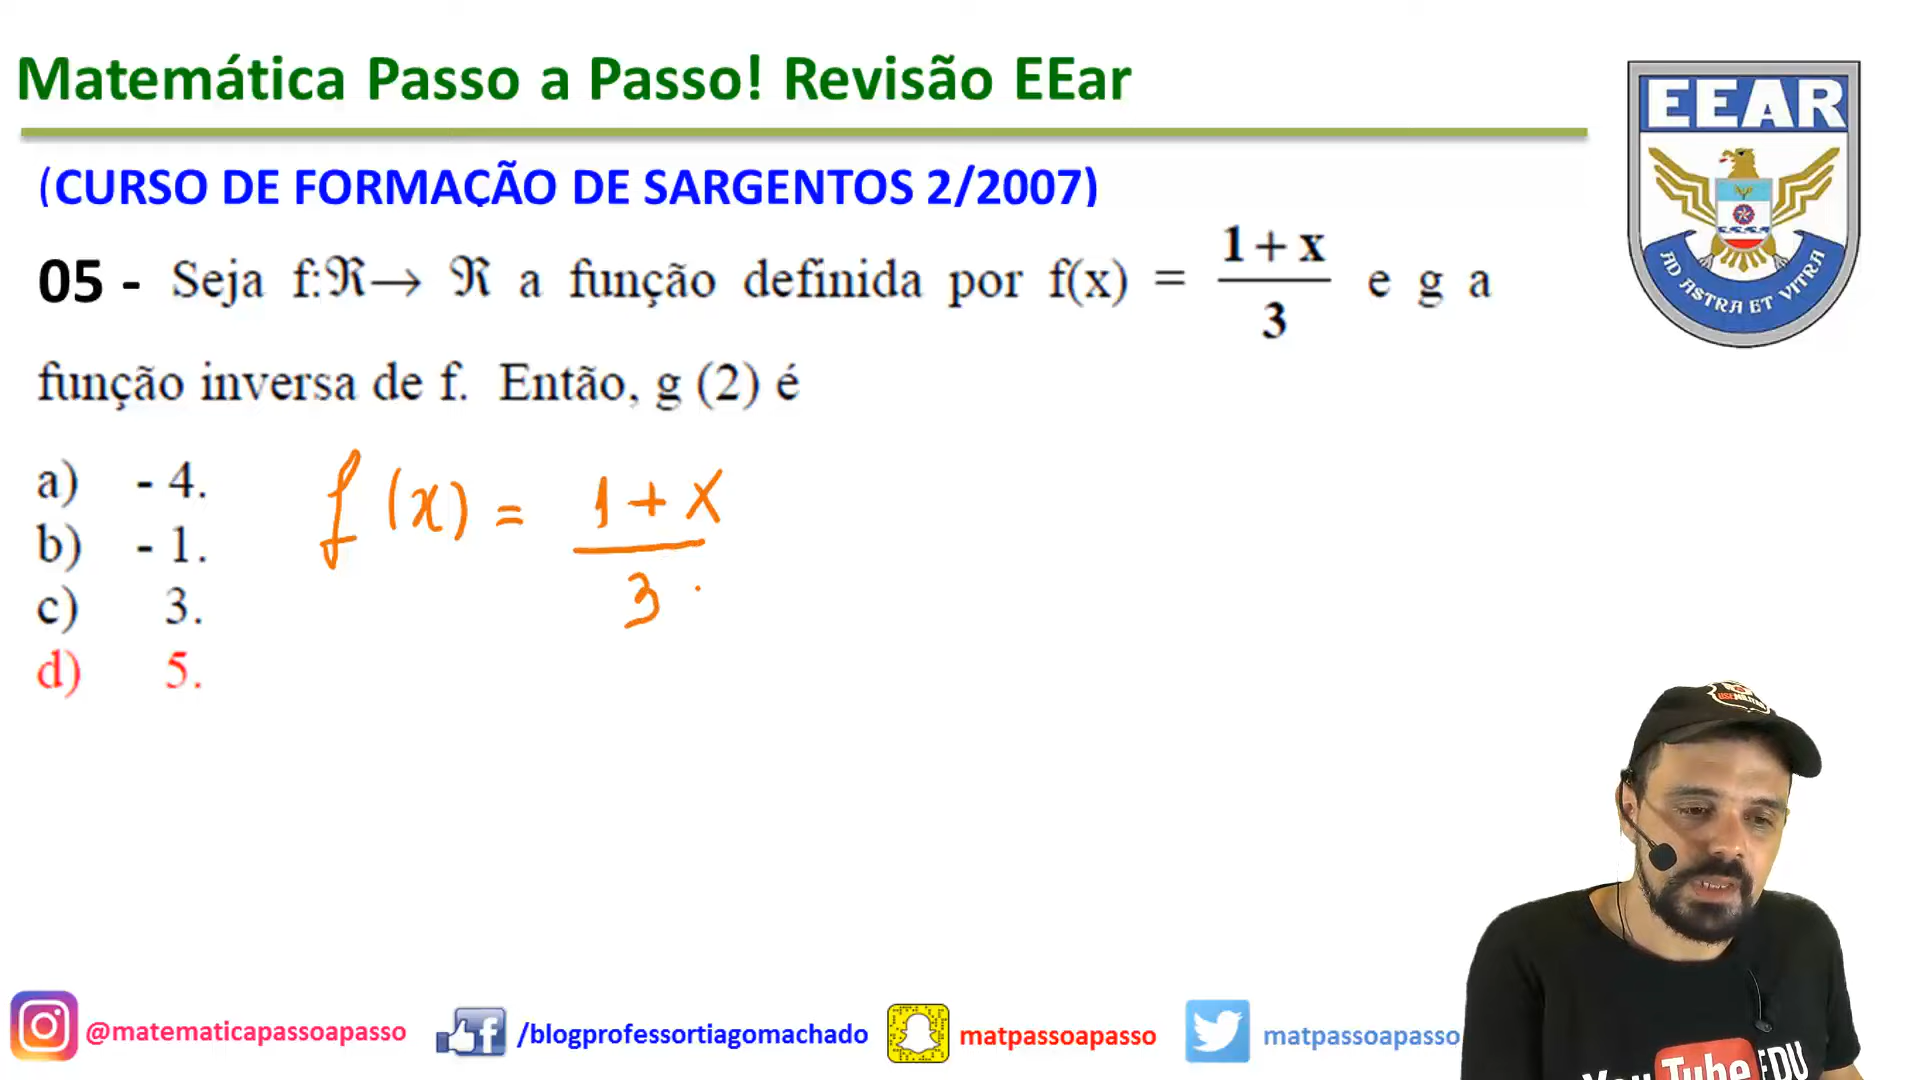 Matemática Passo a Passo! Revisão EEar
EEAR
AD ASTRA ET VITRA
(CURSO DE FORMAÇÃO DE SARGENTOS 2/2007)
05 - Seja f:ℜ→ ℜ a função definida por f(x) = (1 + x)/3 e g a
função inversa de f. Então, g (2) é
a) - 4.
b) - 1.
c) 3.
d) 5.
f (x) = (1 + x)/3
@matematicapassoapasso
/blogprofessortiagomachado
matpassoapasso
matpassoapasso
YouTube EDU